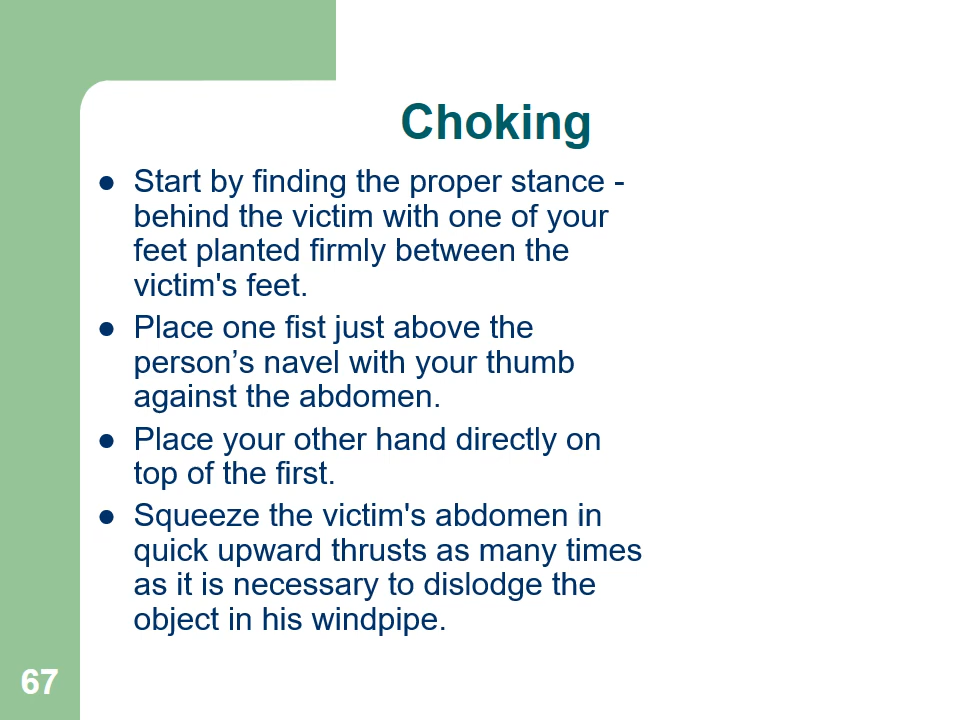 Choking
● Start by finding the proper stance -
behind the victim with one of your
feet planted firmly between the
victim's feet.
● Place one fist just above the
person’s navel with your thumb
against the abdomen.
● Place your other hand directly on
top of the first.
● Squeeze the victim's abdomen in
quick upward thrusts as many times
as it is necessary to dislodge the
object in his windpipe.
67